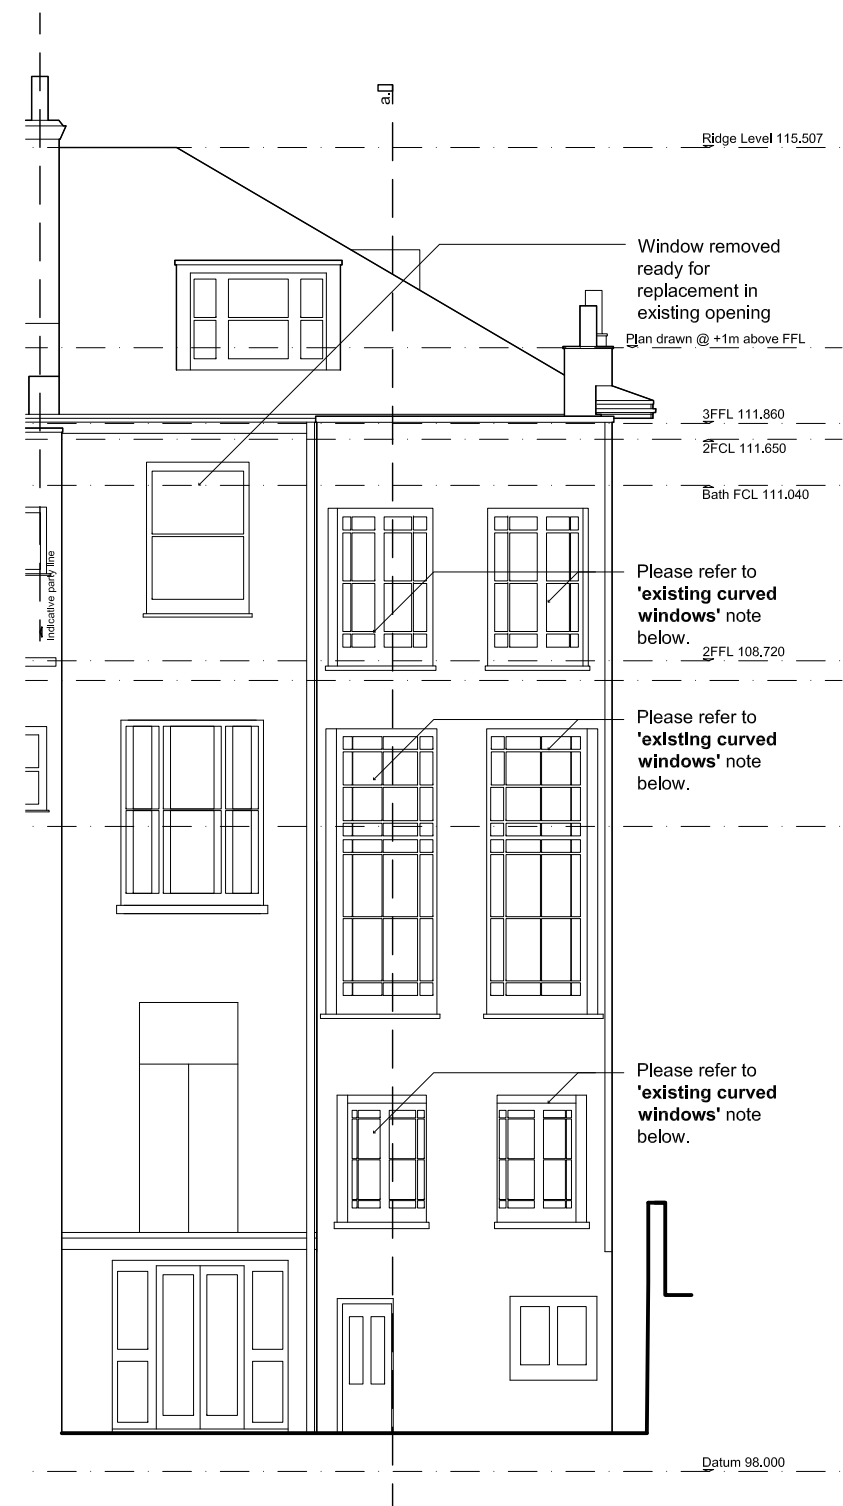 a.
Ridge Level 115.507
Window removed
ready for
replacement in
existing opening
Plan drawn @ +1m above FFL
3FFL 111.860
2FCL 111.650
Bath FCL 111.040
Indicative party line
Please refer to
'existing curved
windows' note
below.
2FFL 108.720
Please refer to
'existing curved
windows' note
below.
Please refer to
'existing curved
windows' note
below.
Datum 98.000